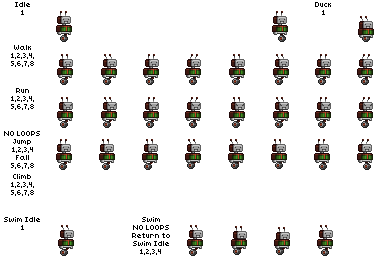 Idle
1
Duck
1
Walk
1,2,3,4,
5,6,7,8
Run
1,2,3,4,
5,6,7,8
NO LOOPS
Jump
1,2,3,4
Fall
5,6,7,8
Climb
1,2,3,4,
5,6,7,8
Swim Idle
1
Swim
NO LOOPS
Return to
Swim Idle
1,2,3,4